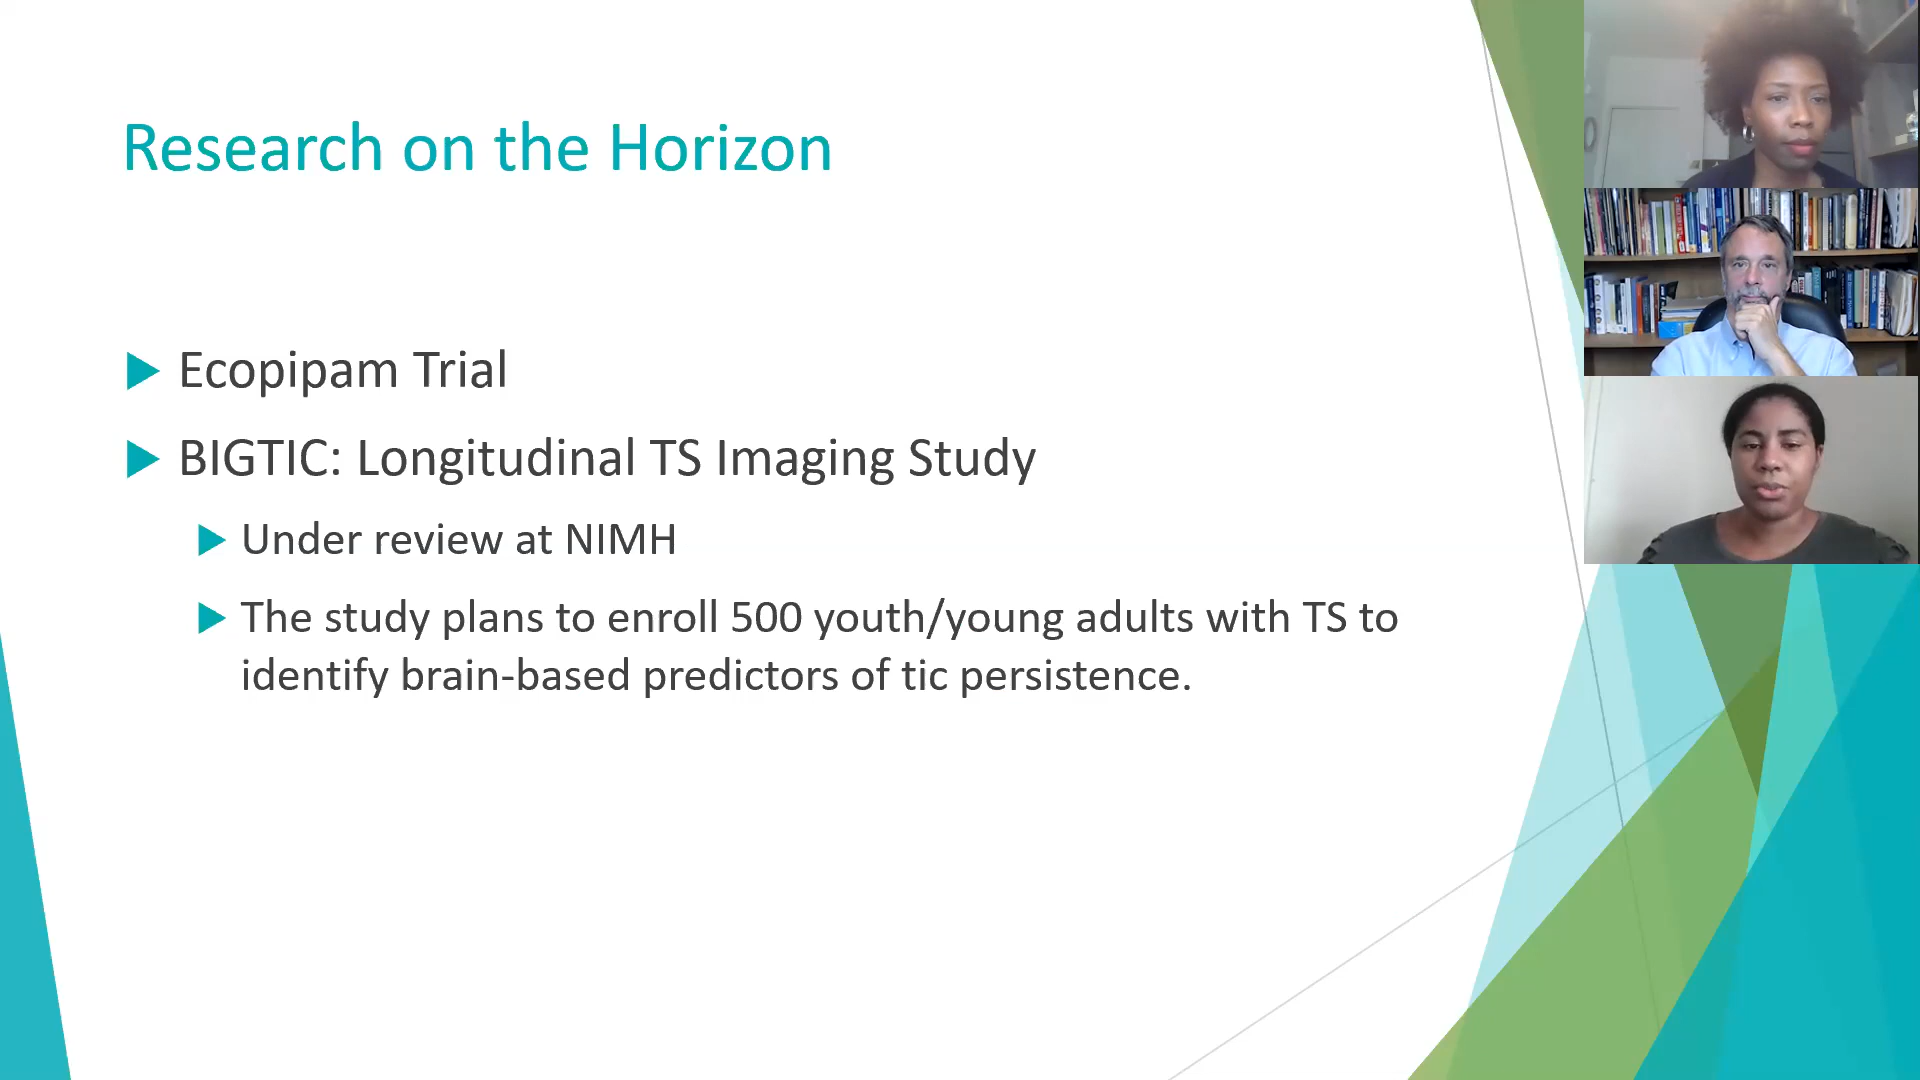 Research on the Horizon
Ecopipam Trial
BIGTIC: Longitudinal TS Imaging Study
Under review at NIMH
The study plans to enroll 500 youth/young adults with TS to
identify brain-based predictors of tic persistence.